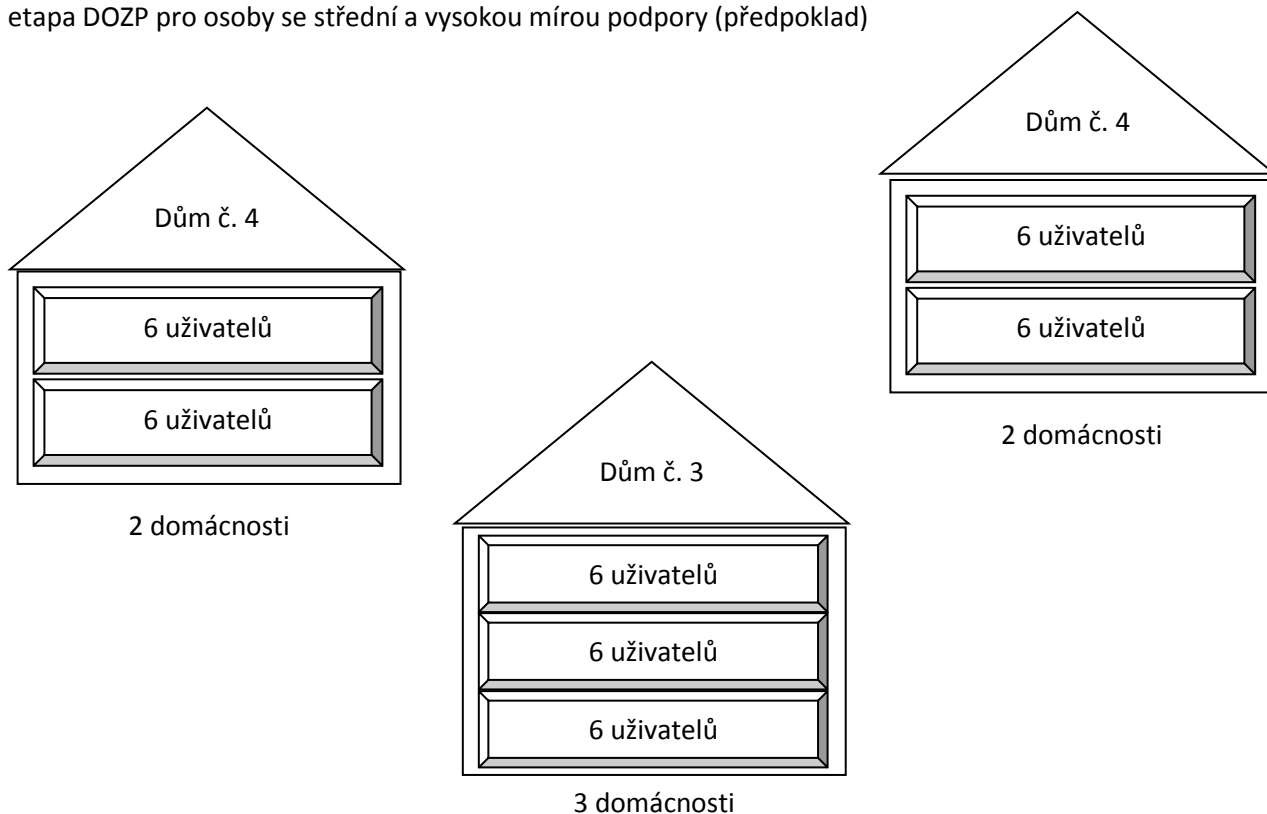 etapa DOZP pro osoby se střední a vysokou mírou podpory (předpoklad)
Dům č. 4
6 uživatelů
6 uživatelů
2 domácnosti
Dům č. 3
6 uživatelů
6 uživatelů
6 uživatelů
3 domácnosti
Dům č. 4
6 uživatelů
6 uživatelů
2 domácnosti